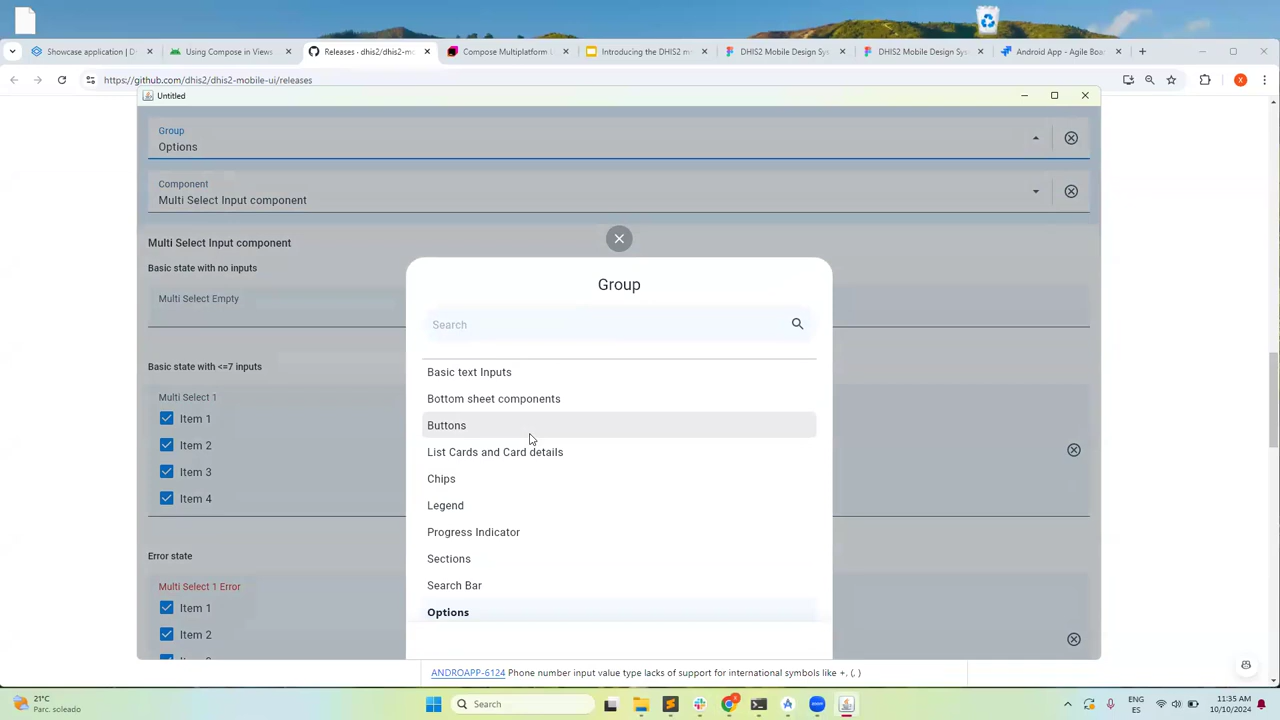 Showcase application | D
Using Compose in Views
Releases · dhis2/dhis2-mo
Compose Multiplatform
Introducing the DHIS2 m
DHIS2 Mobile Design Sy
DHIS2 Mobile Design Sys
Android App - Agile Boa
https://github.com/dhis2/dhis2-mobile-ui/releases
Untitled
Group
Options
Component
Multi Select Input component
Multi Select Input component
Basic state with no inputs
Multi Select Empty
Basic state with <=7 inputs
Multi Select 1
Item 1
Item 2
Item 3
Item 4
Error state
Multi Select 1 Error
Item 1
Item 2
Group
Search
Basic text Inputs
Bottom sheet components
Buttons
List Cards and Card details
Chips
Legend
Progress Indicator
Sections
Search Bar
Options
ANDROAPP-6124 Phone number input value type lacks of support for international symbols like +, (, )
21°C
Parc. soleado
Search
ENG
ES
11:35 AM
10/10/2024